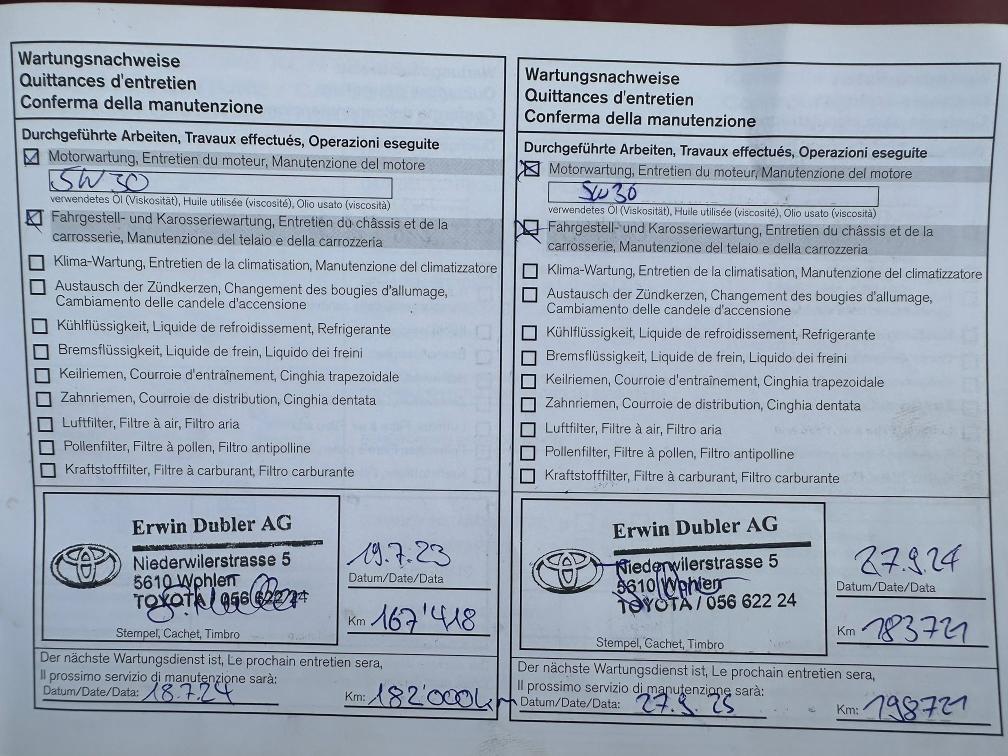 Wartungsnachweise
Quittances d'entretien
Conferma della manutenzione
Durchgeführte Arbeiten, Travaux effectués, Operazioni eseguite
Motorwartung, Entretien du moteur, Manutenzione del motore
5W30
verwendetes Öl (Viskosität), Huile utilisée (viscosité), Olio usato (viscosità)
Fahrgestell- und Karosseriewartung, Entretien du châssis et de la
carrosserie, Manutenzione del telaio e della carrozzeria
Klima-Wartung, Entretien de la climatisation, Manutenzione del climatizzatore
Austausch der Zündkerzen, Changement des bougies d'allumage,
Cambiamento delle candele d'accensione
Kühlflüssigkeit, Liquide de refroidissement, Refrigerante
Bremsflüssigkeit, Liquide de frein, Liquido dei freini
Keilriemen, Courroie d'entraînement, Cinghia trapezoidale
Zahnriemen, Courroie de distribution, Cinghia dentata
Luftfilter, Filtre à air, Filtro aria
Pollenfilter, Filtre à pollen, Filtro antipolline
Kraftstofffilter, Filtre à carburant, Filtro carburante
Erwin Dubler AG
Niederwilerstrasse 5
5610 Wohlen
TOYOTA / 056 622 24
Stempel, Cachet, Timbro
19.7.23
Datum/Date/Data
Km 167'418
Der nächste Wartungsdienst ist, Le prochain entretien sera,
Il prossimo servizio di manutenzione sarà:
Datum/Date/Data: 18.7.24
Km: 182'000k
Wartungsnachweise
Quittances d'entretien
Conferma della manutenzione
Durchgeführte Arbeiten, Travaux effectués, Operazioni eseguite
Motorwartung, Entretien du moteur, Manutenzione del motore
5W30
verwendetes Öl (Viskosität), Huile utilisée (viscosité), Olio usato (viscosità)
Fahrgestell- und Karosseriewartung, Entretien du châssis et de la
carrosserie, Manutenzione del telaio e della carrozzeria
Klima-Wartung, Entretien de la climatisation, Manutenzione del climatizzatore
Austausch der Zündkerzen, Changement des bougies d'allumage,
Cambiamento delle candele d'accensione
Kühlflüssigkeit, Liquide de refroidissement, Refrigerante
Bremsflüssigkeit, Liquide de frein, Liquido dei freini
Keilriemen, Courroie d'entraînement, Cinghia trapezoidale
Zahnriemen, Courroie de distribution, Cinghia dentata
Luftfilter, Filtre à air, Filtro aria
Pollenfilter, Filtre à pollen, Filtro antipolline
Kraftstofffilter, Filtre à carburant, Filtro carburante
Erwin Dubler AG
Niederwilerstrasse 5
5610 Wohlen
TOYOTA / 056 622 24
Stempel, Cachet, Timbro
27.9.24
Datum/Date/Data
Km 183721
Der nächste Wartungsdienst ist, Le prochain entretien sera,
Il prossimo servizio di manutenzione sarà:
Datum/Date/Data: 27.9.25
Km: 198721